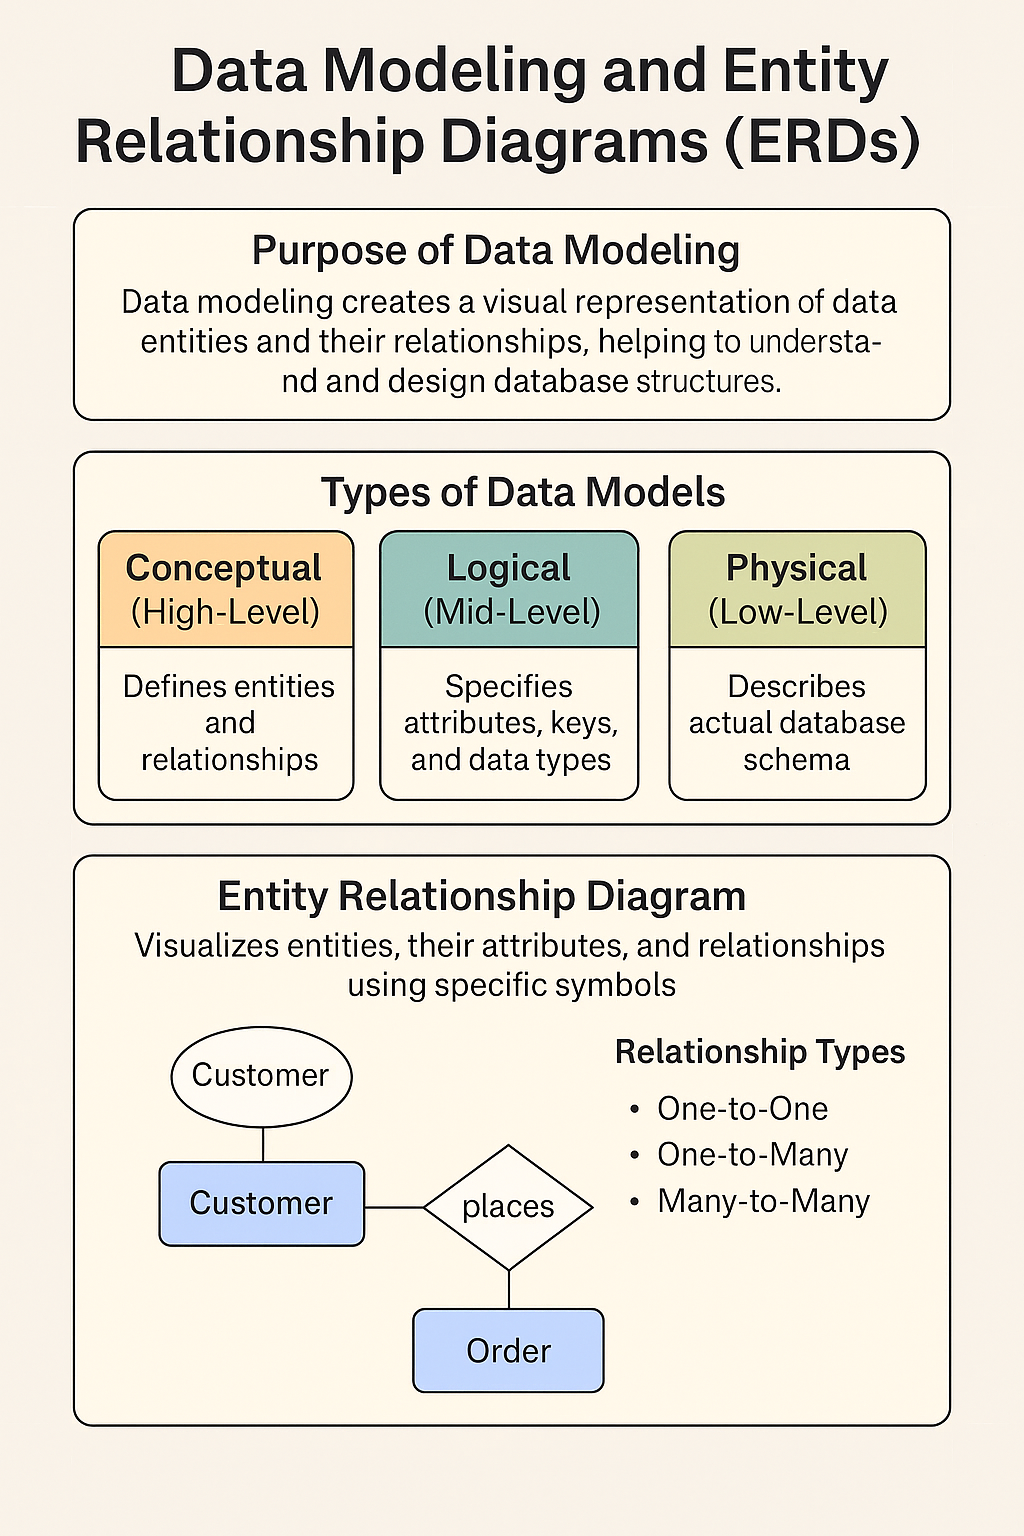 Data Modeling and Entity
Relationship Diagrams (ERDs)
Purpose of Data Modeling
Data modeling creates a visual representation of data
entities and their relationships, helping to understa-
nd and design database structures.
Types of Data Models
Conceptual
(High-Level)
Defines entities
and
relationships
Logical
(Mid-Level)
Specifies
attributes, keys,
and data types
Physical
(Low-Level)
Describes
actual database
schema
Entity Relationship Diagram
Visualizes entities, their attributes, and relationships
using specific symbols
Customer
Customer
places
Order
Relationship Types
• One-to-One
• One-to-Many
• Many-to-Many